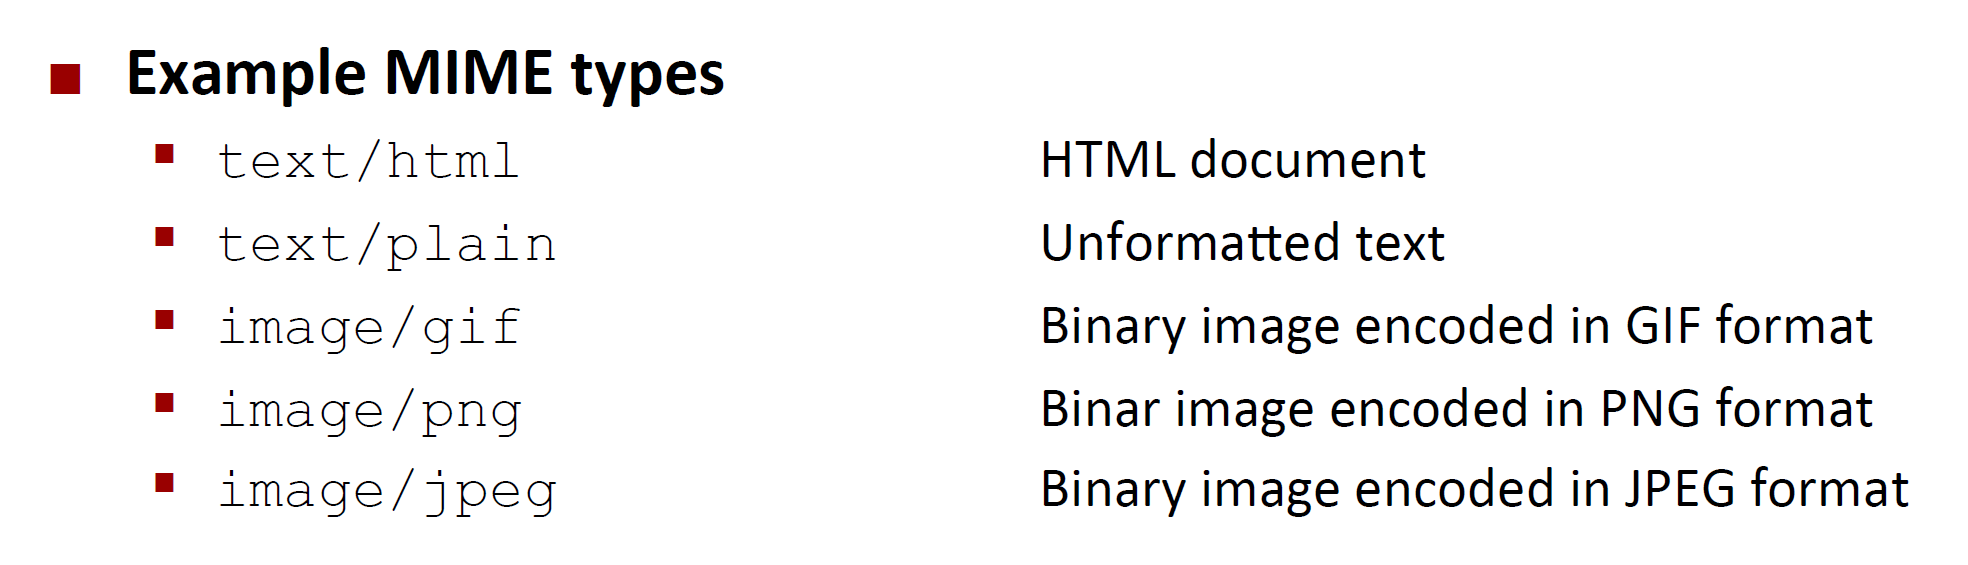 Example MIME types
text/html HTML document
text/plain Unformatted text
image/gif Binary image encoded in GIF format
image/png Binar image encoded in PNG format
image/jpeg Binary image encoded in JPEG format